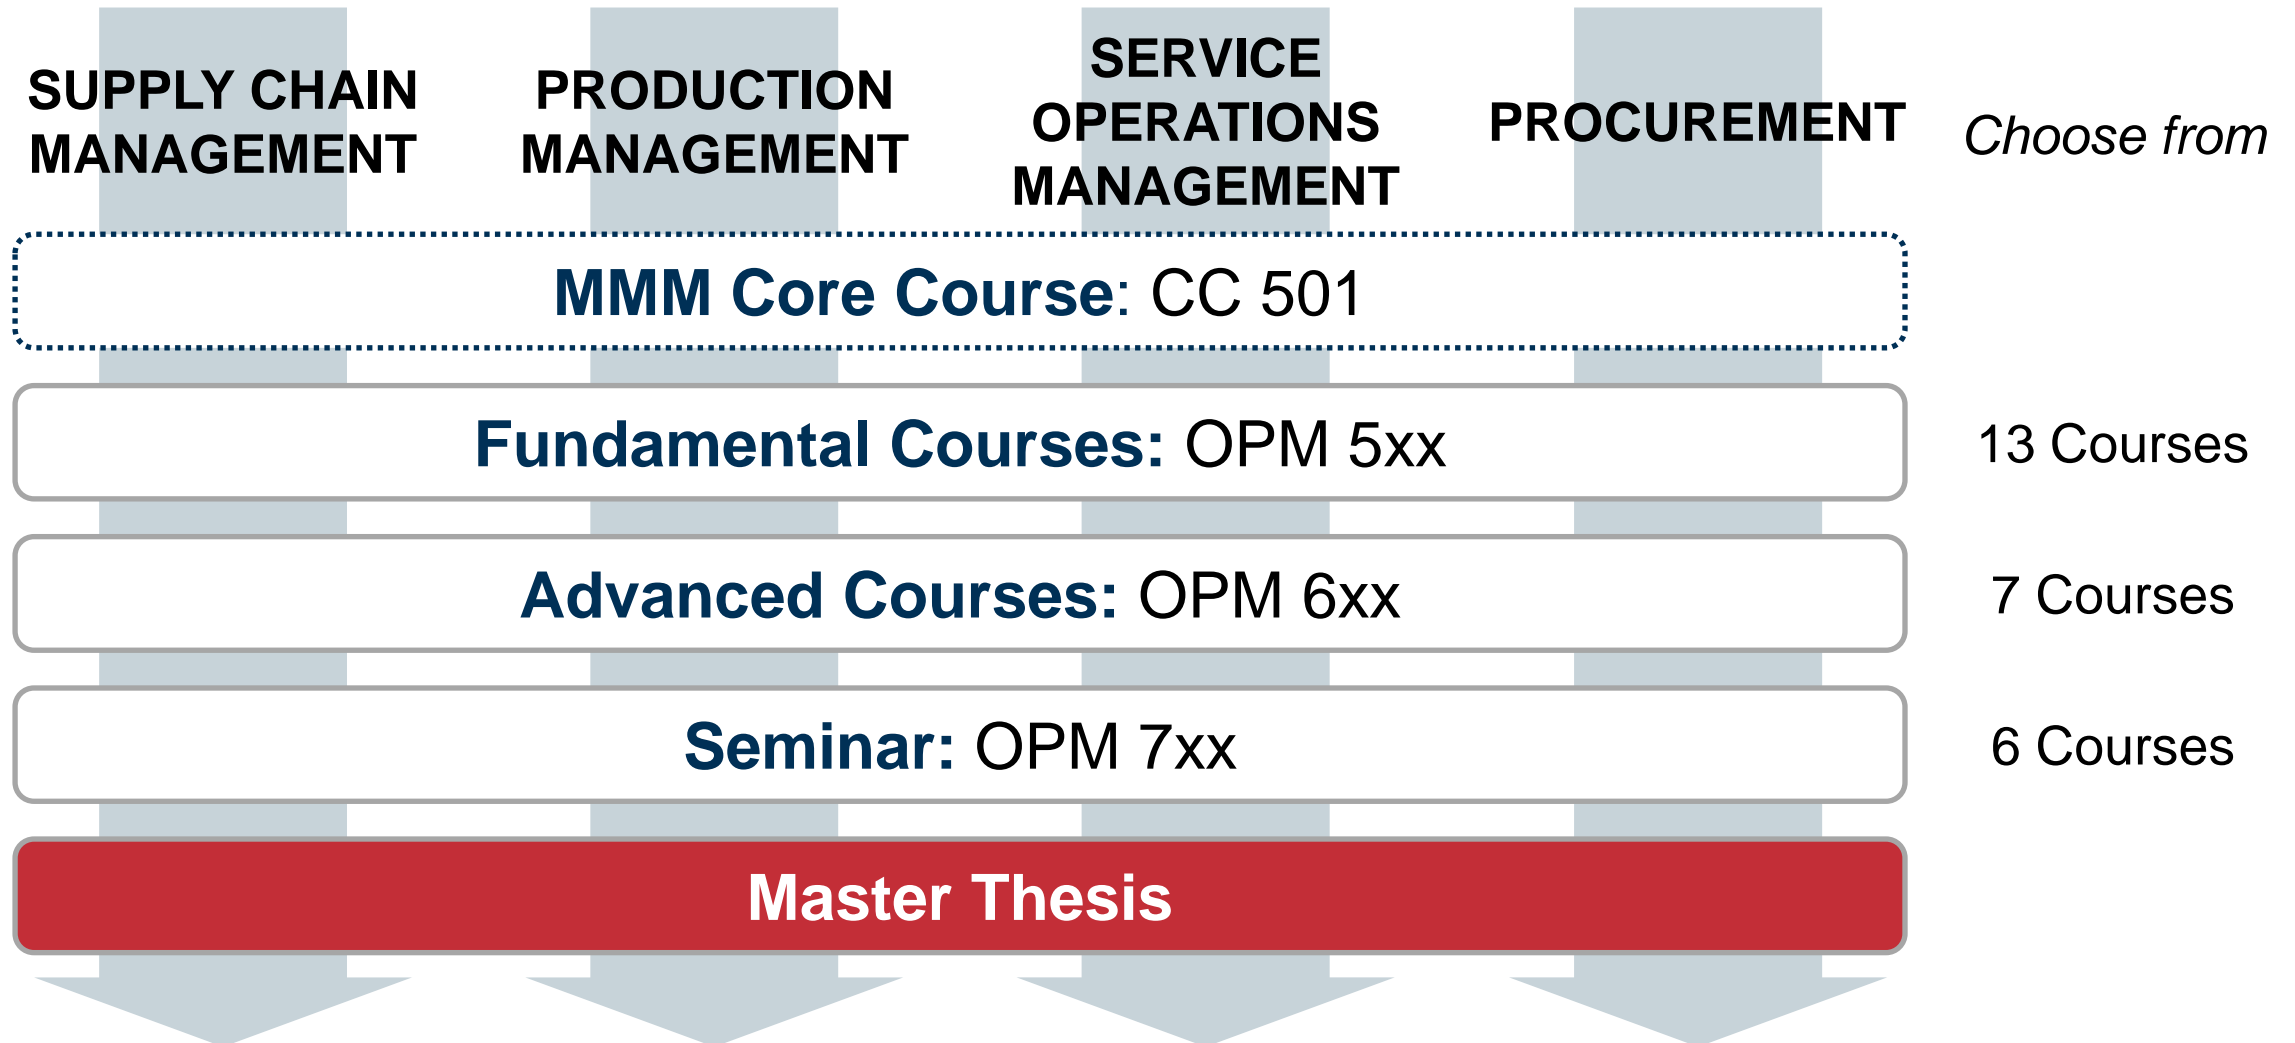 SUPPLY CHAIN
MANAGEMENT
PRODUCTION
MANAGEMENT
SERVICE
OPERATIONS
MANAGEMENT
PROCUREMENT
Choose from
MMM Core Course: CC 501
Fundamental Courses: OPM 5xx
13 Courses
Advanced Courses: OPM 6xx
7 Courses
Seminar: OPM 7xx
6 Courses
Master Thesis